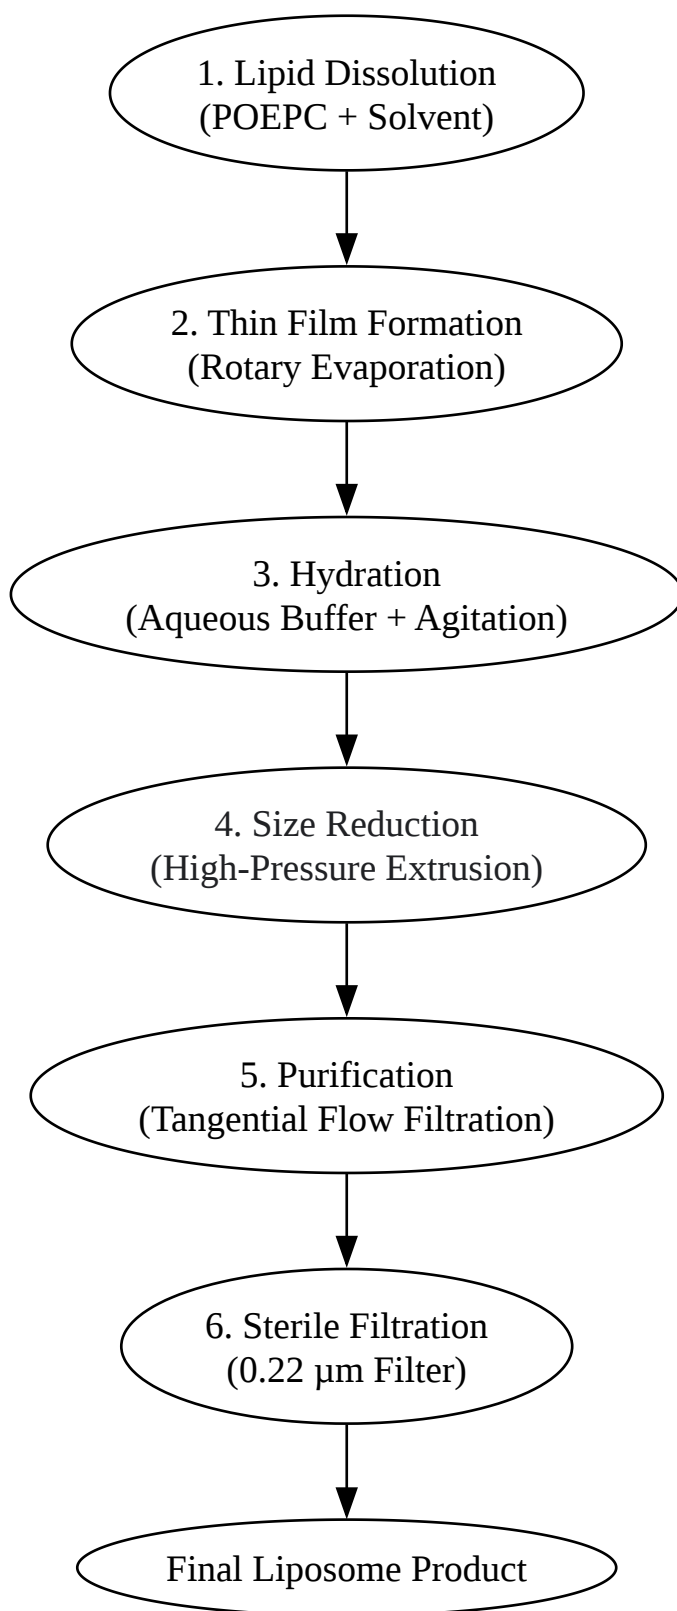 1. Lipid Dissolution
(POEPC + Solvent)
2. Thin Film Formation
(Rotary Evaporation)
3. Hydration
(Aqueous Buffer + Agitation)
4. Size Reduction
(High-Pressure Extrusion)
5. Purification
(Tangential Flow Filtration)
6. Sterile Filtration
(0.22 µm Filter)
Final Liposome Product